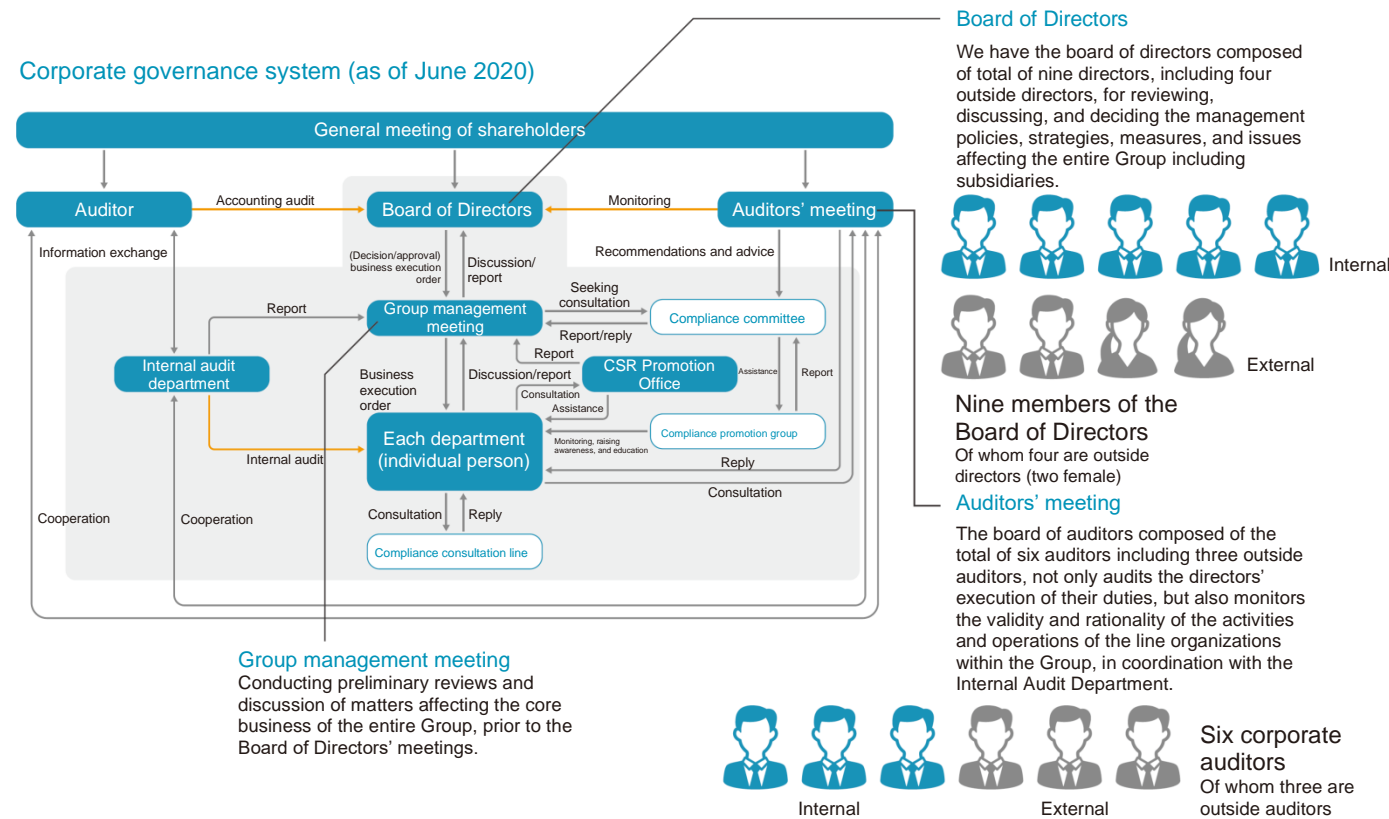 Corporate governance system (as of June 2020)
General meeting of shareholders
Auditor
Accounting audit
Board of Directors
Monitoring
Auditors’ meeting
Information exchange
(Decision/approval)
business execution
order
Discussion/
report
Recommendations and advice
Report
Group management
meeting
Seeking
consultation
Report/reply
Compliance committee
Internal audit
department
Business
execution
order
Discussion/report
Report
CSR Promotion
Office
Assistance
Report
Consultation
Assistance
Each department
(individual person)
Compliance promotion group
Monitoring, raising
awareness, and education
Internal audit
Reply
Consultation
Cooperation
Cooperation
Consultation
Reply
Compliance consultation line
Group management meeting
Conducting preliminary reviews and
discussion of matters affecting the core
business of the entire Group, prior to the
Board of Directors’ meetings.
Board of Directors
We have the board of directors composed
of total of nine directors, including four
outside directors, for reviewing,
discussing, and deciding the management
policies, strategies, measures, and issues
affecting the entire Group including
subsidiaries.
Internal
External
Nine members of the
Board of Directors
Of whom four are outside
directors (two female)
Auditors’ meeting
The board of auditors composed of the
total of six auditors including three outside
auditors, not only audits the directors’
execution of their duties, but also monitors
the validity and rationality of the activities
and operations of the line organizations
within the Group, in coordination with the
Internal Audit Department.
Internal
External
Six corporate
auditors
Of whom three are
outside auditors